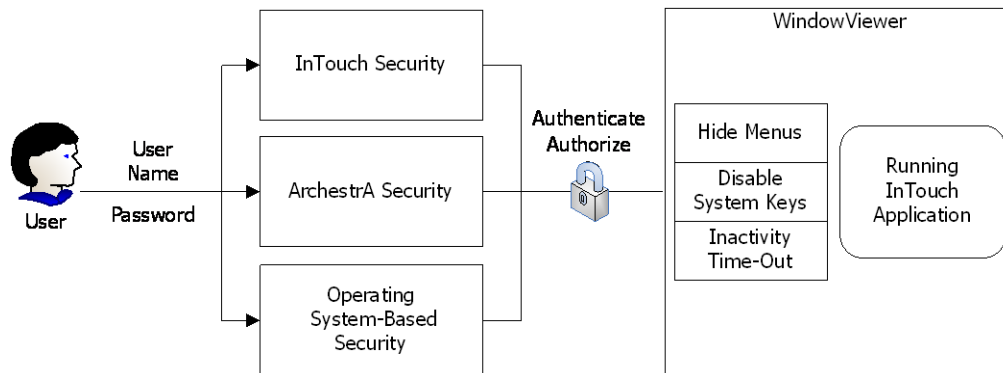 User
User
Name
Password
InTouch Security
ArchestrA Security
Operating
System-Based
Security
Authenticate
Authorize
WindowViewer
Hide Menus
Disable
System Keys
Inactivity
Time-Out
Running
InTouch
Application